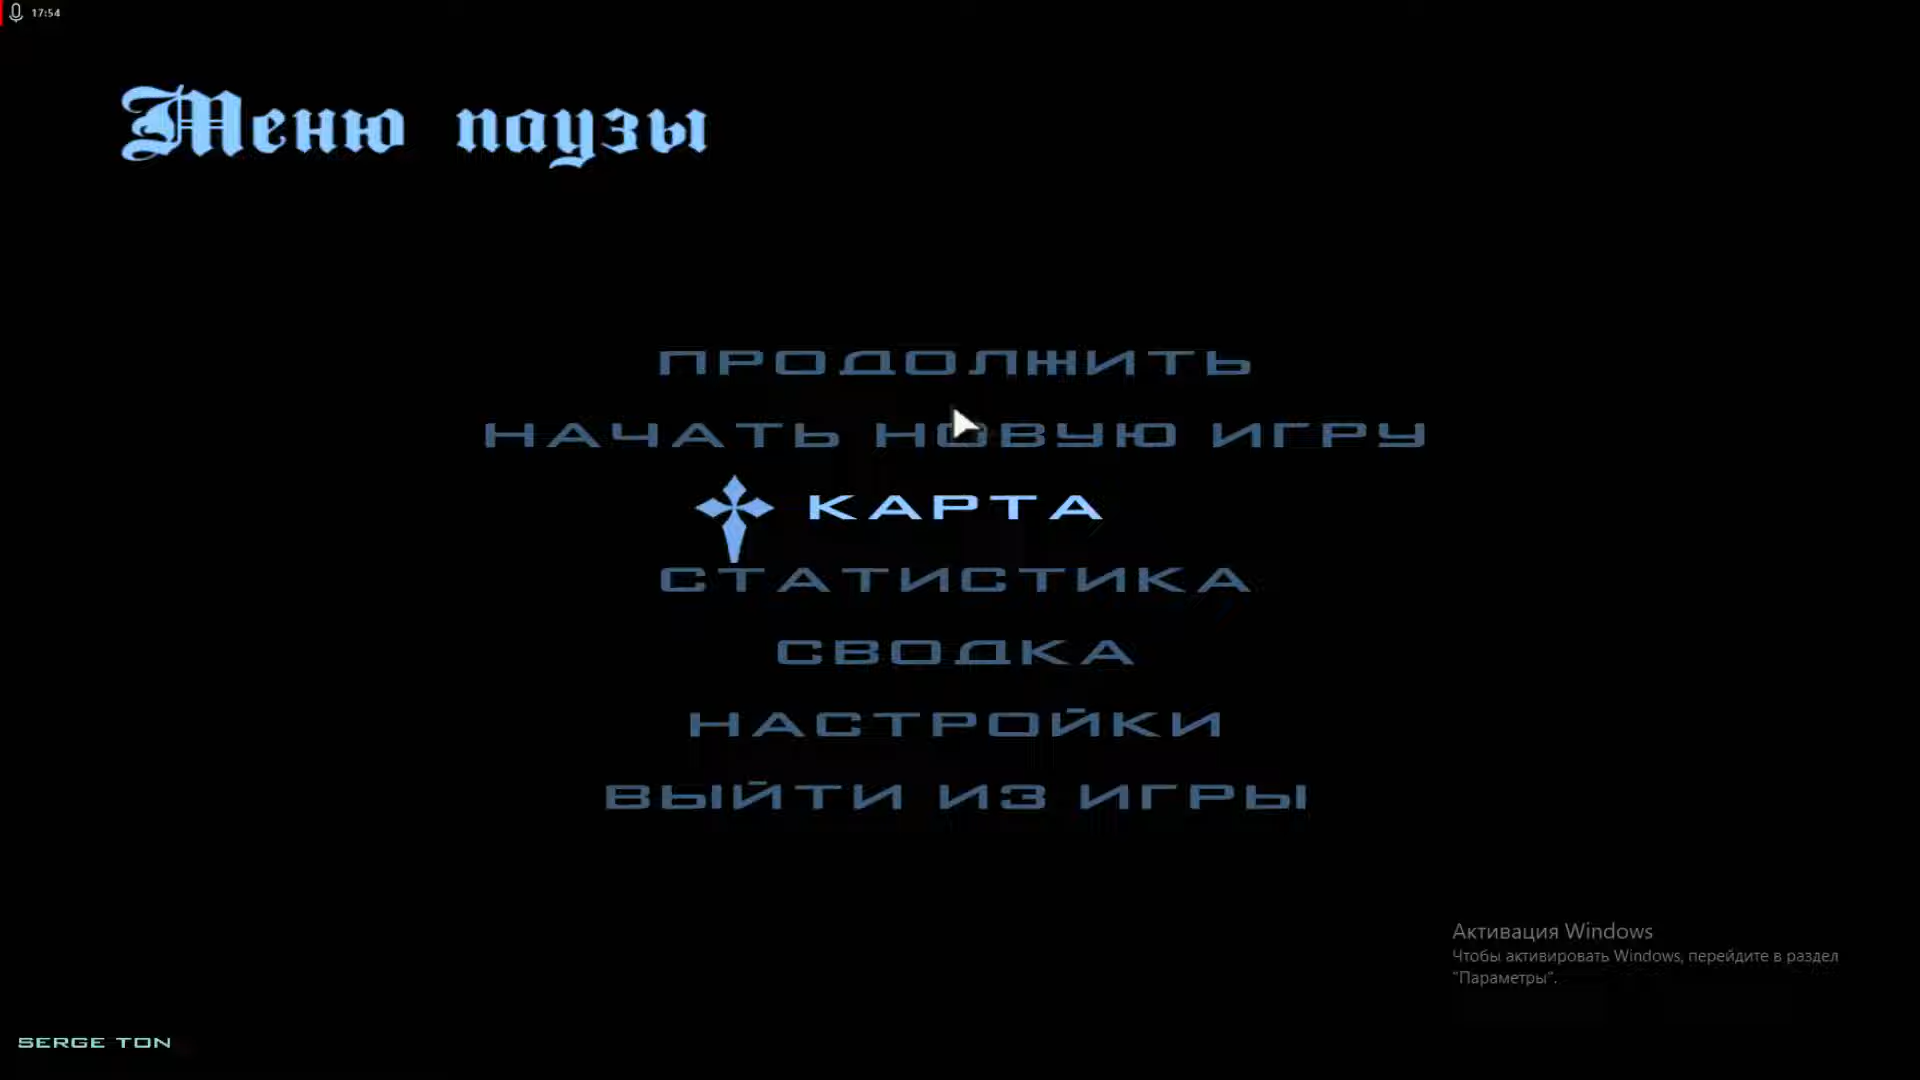 17:54
Меню паузы
ПРОДОЛЖИТЬ
НАЧАТЬ НОВУЮ ИГРУ
КАРТА
СТАТИСТИКА
СВОДКА
НАСТРОЙКИ
ВЫЙТИ ИЗ ИГРЫ
Активация Windows
Чтобы активировать Windows, перейдите в раздел
"Параметры".
SERGE TON